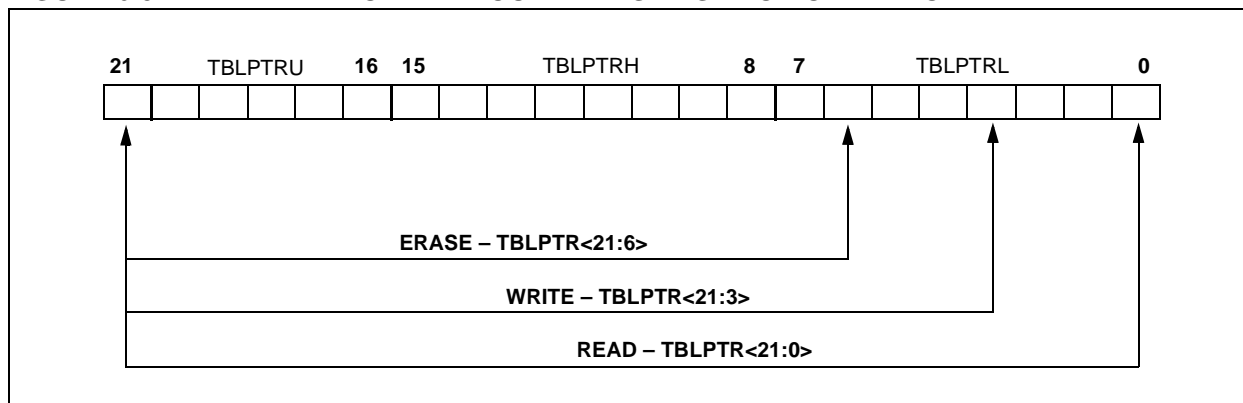 21 TBLPTRU 16 15 TBLPTRH 8 7 TBLPTRL 0
ERASE – TBLPTR<21:6>
WRITE – TBLPTR<21:3>
READ – TBLPTR<21:0>